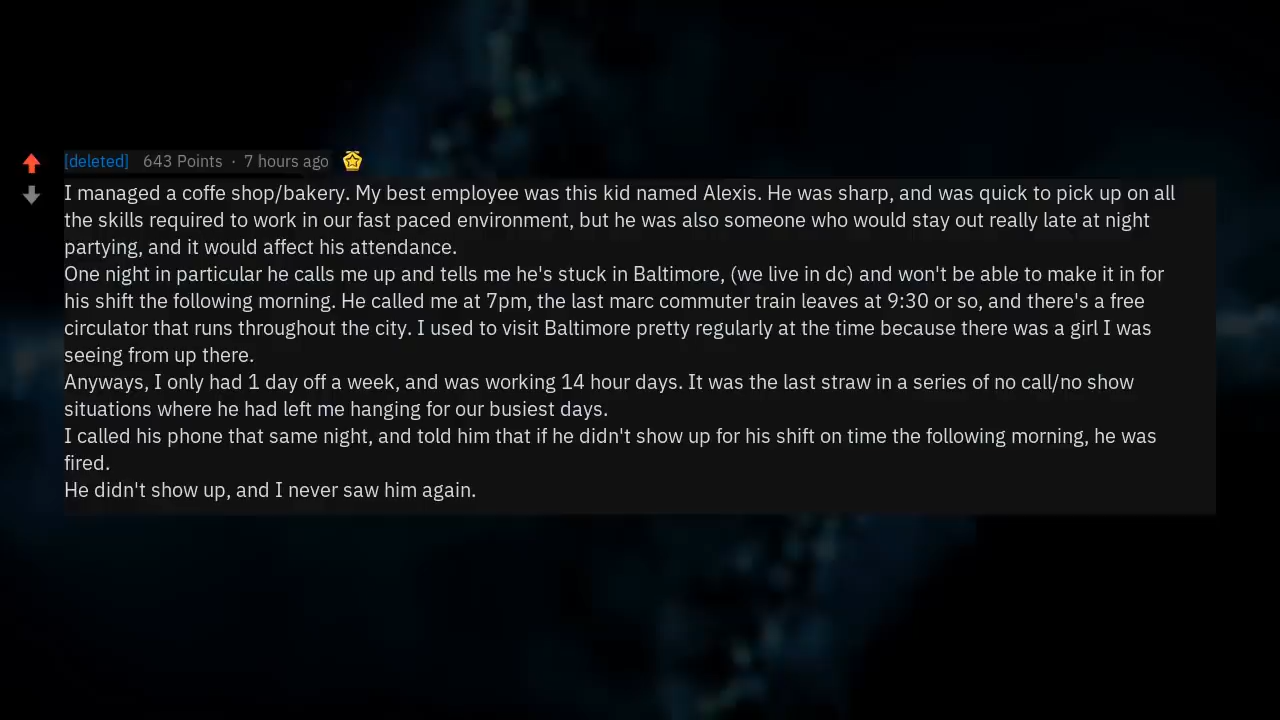 [deleted] 643 Points · 7 hours ago
I managed a coffe shop/bakery. My best employee was this kid named Alexis. He was sharp, and was quick to pick up on all
the skills required to work in our fast paced environment, but he was also someone who would stay out really late at night
partying, and it would affect his attendance.
One night in particular he calls me up and tells me he's stuck in Baltimore, (we live in dc) and won't be able to make it in for
his shift the following morning. He called me at 7pm, the last marc commuter train leaves at 9:30 or so, and there's a free
circulator that runs throughout the city. I used to visit Baltimore pretty regularly at the time because there was a girl I was
seeing from up there.
Anyways, I only had 1 day off a week, and was working 14 hour days. It was the last straw in a series of no call/no show
situations where he had left me hanging for our busiest days.
I called his phone that same night, and told him that if he didn't show up for his shift on time the following morning, he was
fired.
He didn't show up, and I never saw him again.